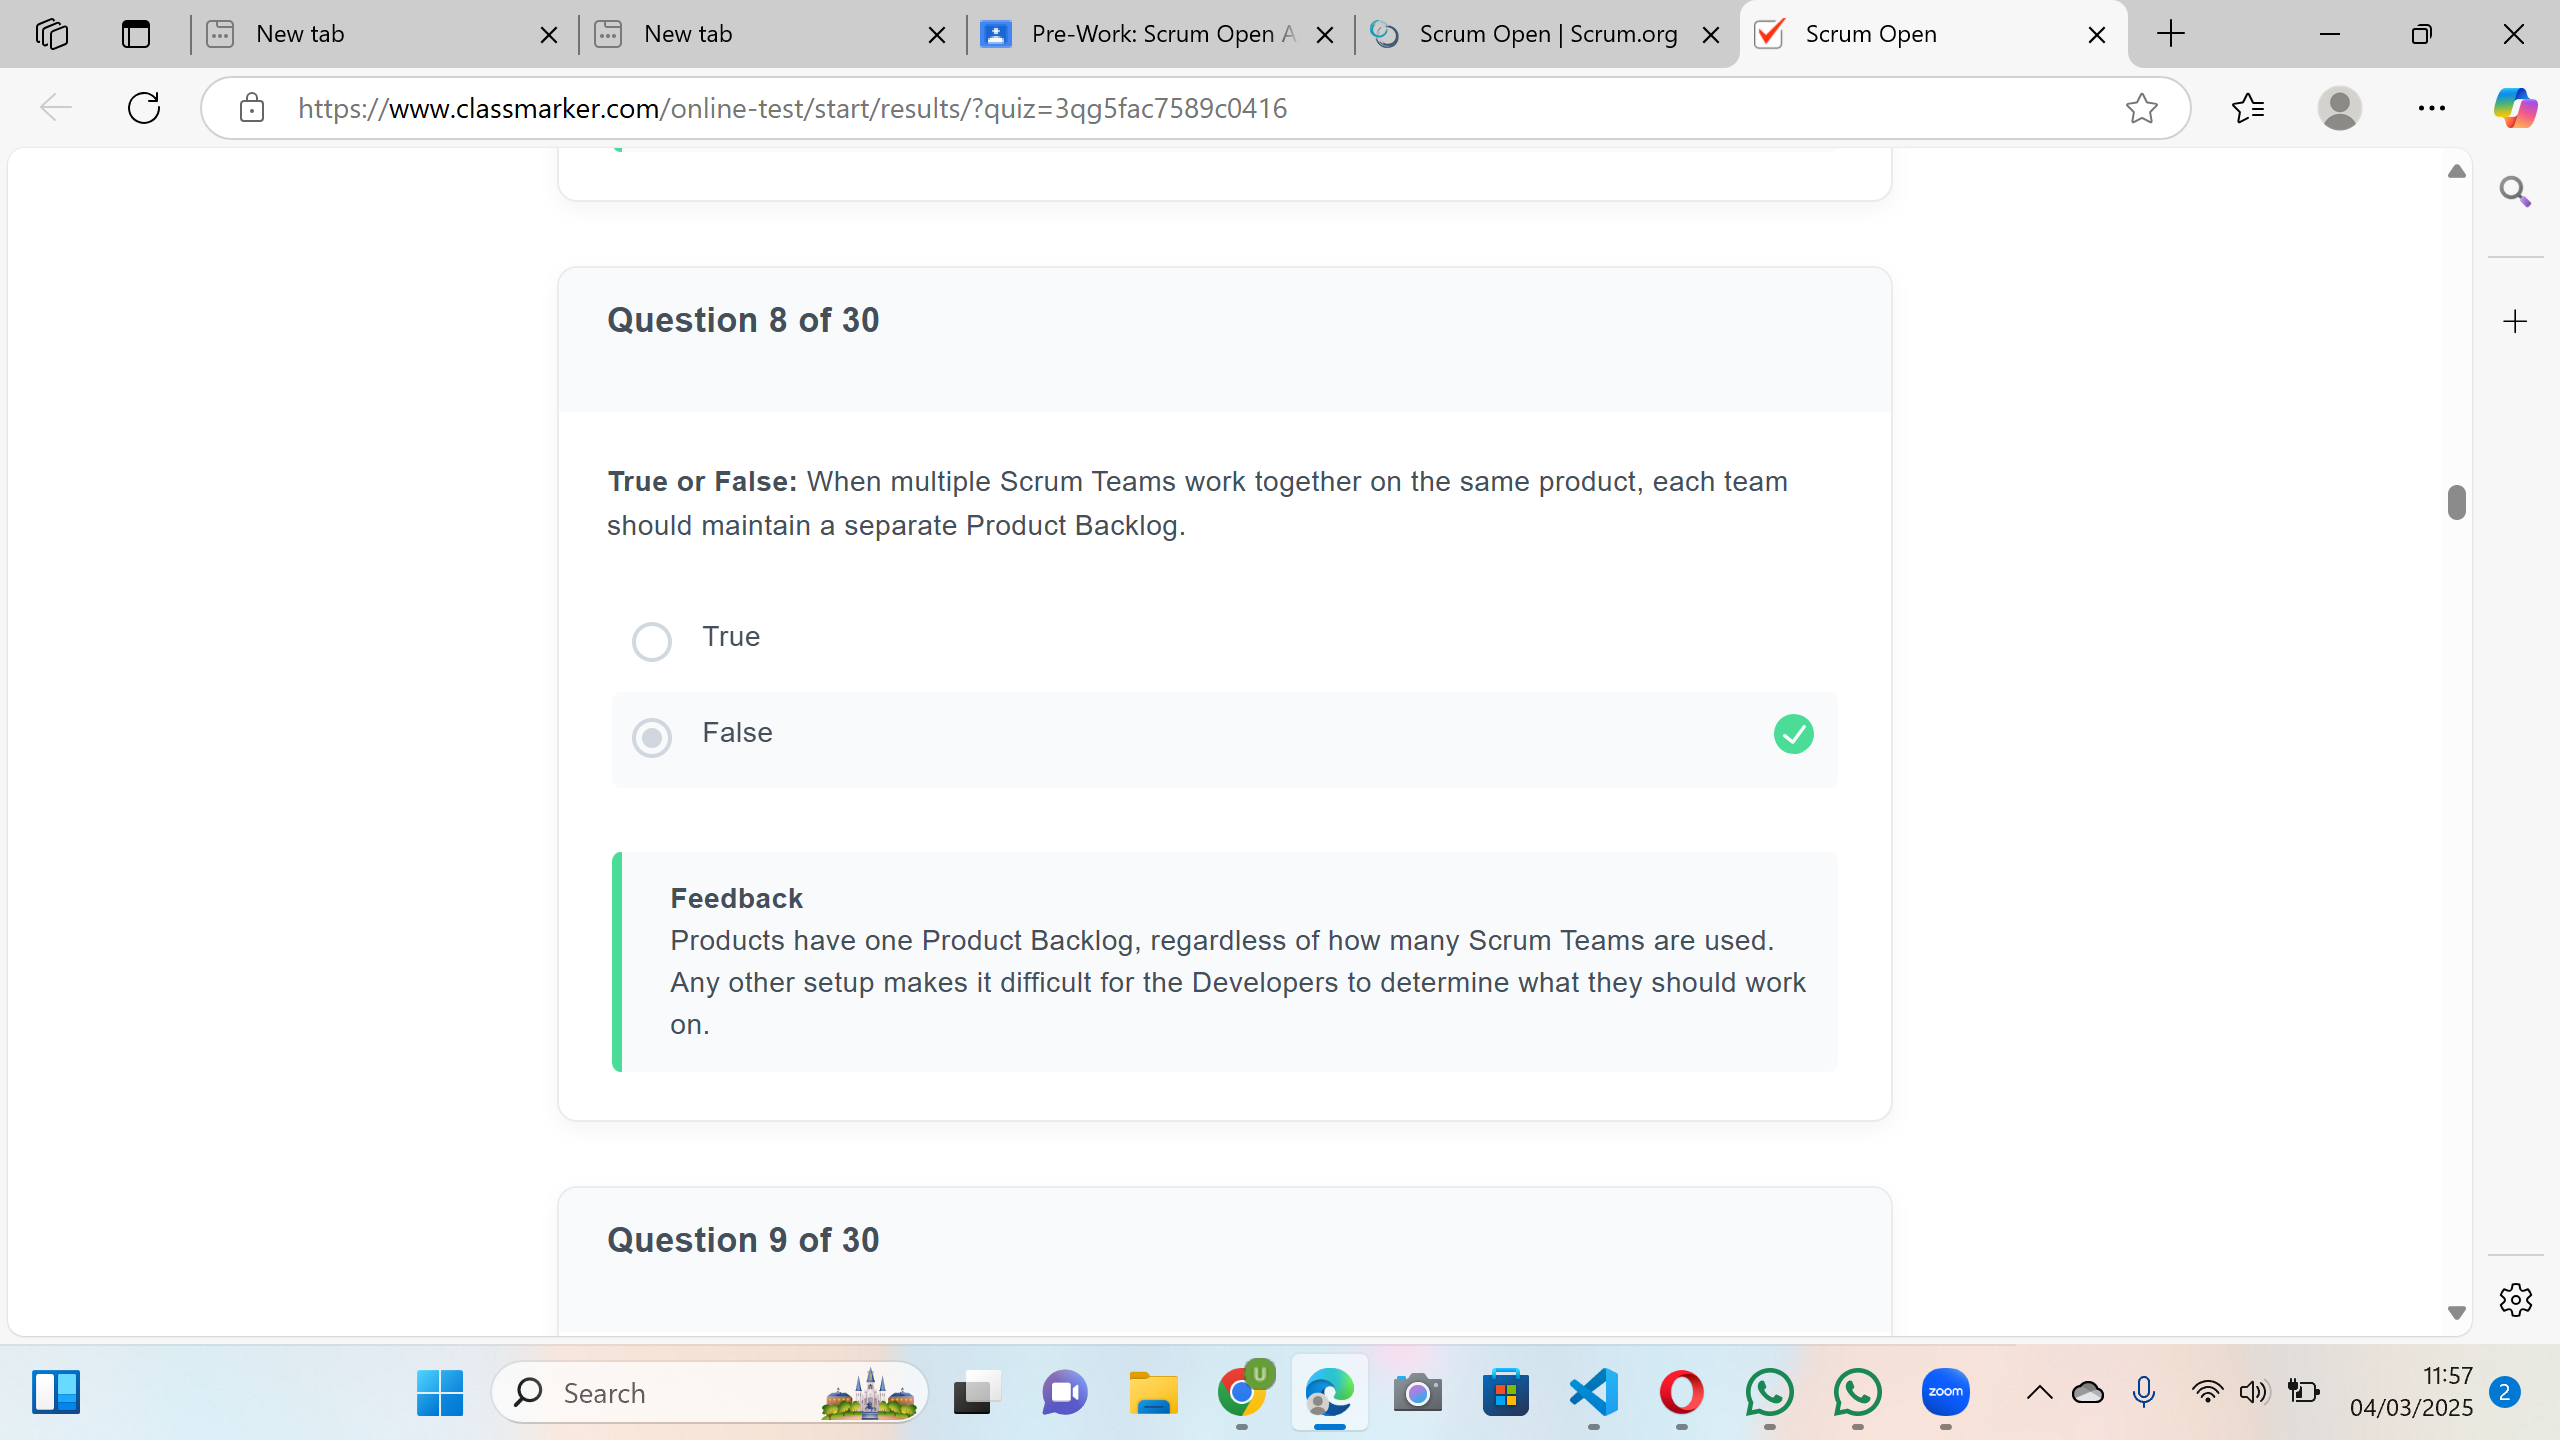 New tab
New tab
Pre-Work: Scrum Open A
Scrum Open | Scrum.org
Scrum Open
https://www.classmarker.com/online-test/start/results/?quiz=3qg5fac7589c0416
Question 8 of 30
True or False: When multiple Scrum Teams work together on the same product, each team
should maintain a separate Product Backlog.
True
False
Feedback
Products have one Product Backlog, regardless of how many Scrum Teams are used.
Any other setup makes it difficult for the Developers to determine what they should work
on.
Question 9 of 30
Search
U
zoom
11:57
04/03/2025
2